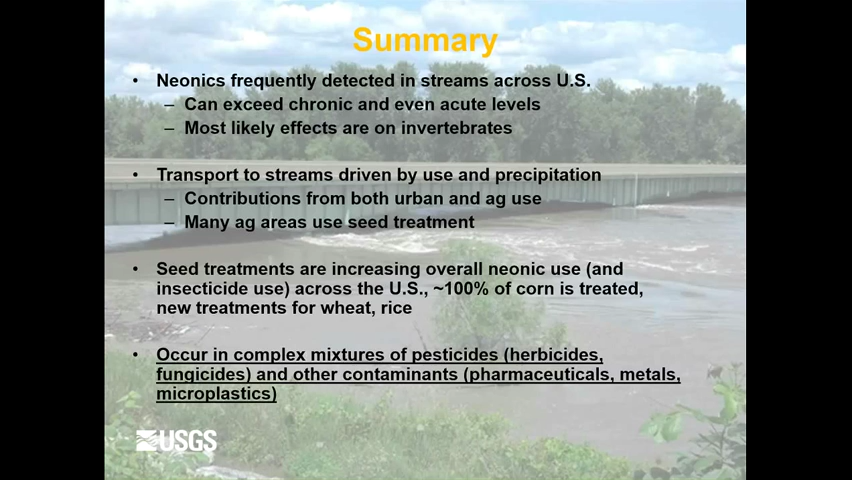 Summary
• Neonics frequently detected in streams across U.S.
– Can exceed chronic and even acute levels
– Most likely effects are on invertebrates
• Transport to streams driven by use and precipitation
– Contributions from both urban and ag use
– Many ag areas use seed treatment
• Seed treatments are increasing overall neonic use (and
insecticide use) across the U.S., ~100% of corn is treated,
new treatments for wheat, rice
• Occur in complex mixtures of pesticides (herbicides,
fungicides) and other contaminants (pharmaceuticals, metals,
microplastics)
USGS